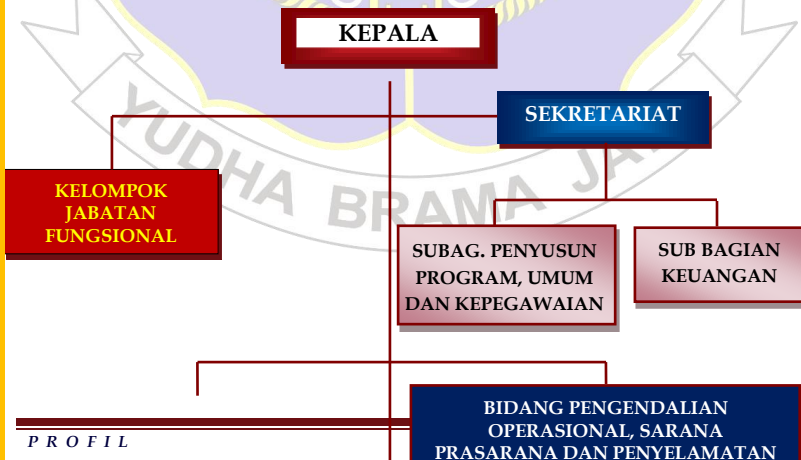 KEPALA
SEKRETARIAT
YUDHA BRAMA JA
KELOMPOK
JABATAN
FUNGSIONAL
SUBAG. PENYUSUN
PROGRAM, UMUM
DAN KEPEGAWAIAN
SUB BAGIAN
KEUANGAN
BIDANG PENGENDALIAN
OPERASIONAL, SARANA
PRASARANA DAN PENYELAMATAN
PROFIL